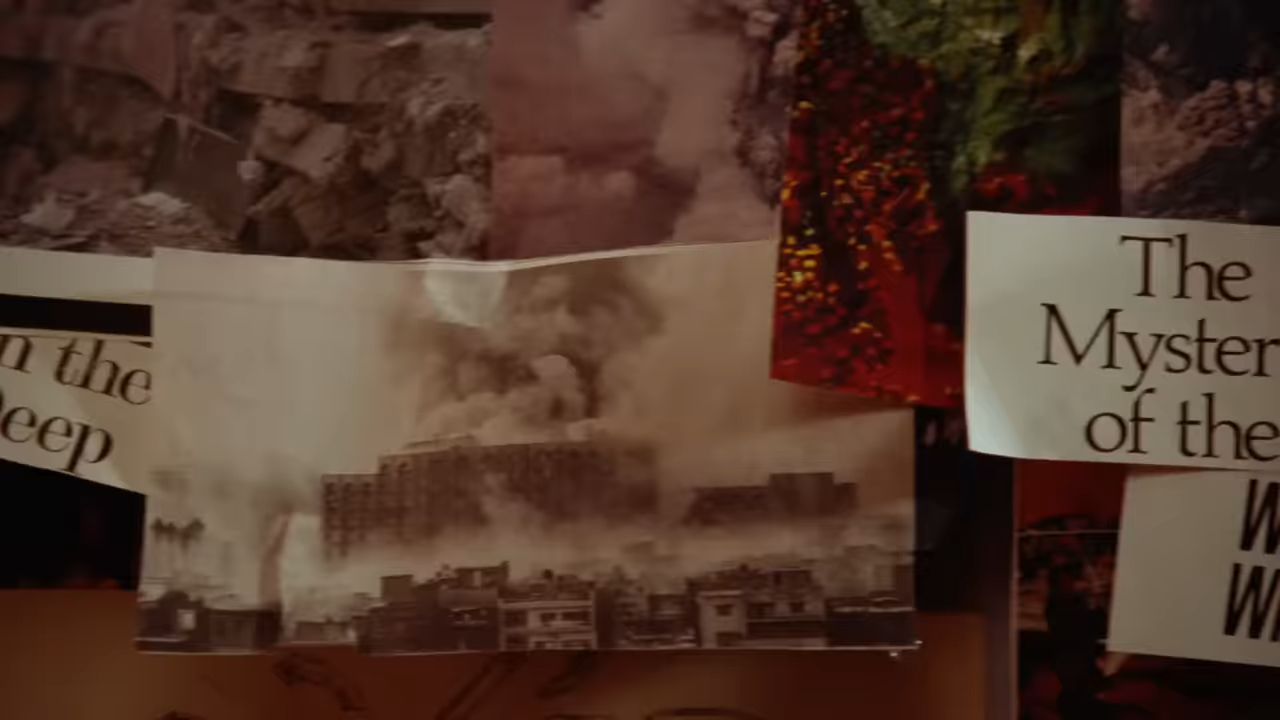 n the
Deep
The
Myster
of the
W
W